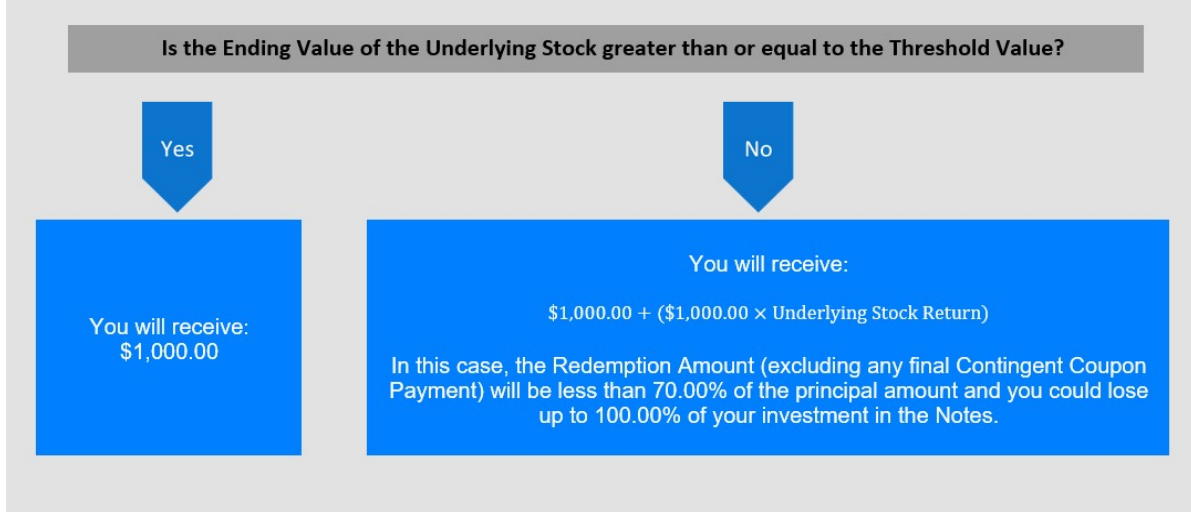 Is the Ending Value of the Underlying Stock greater than or equal to the Threshold Value?
Yes
No
You will receive:
$1,000.00
You will receive:
$1,000.00 + ($1,000.00 × Underlying Stock Return)
In this case, the Redemption Amount (excluding any final Contingent Coupon
Payment) will be less than 70.00% of the principal amount and you could lose
up to 100.00% of your investment in the Notes.